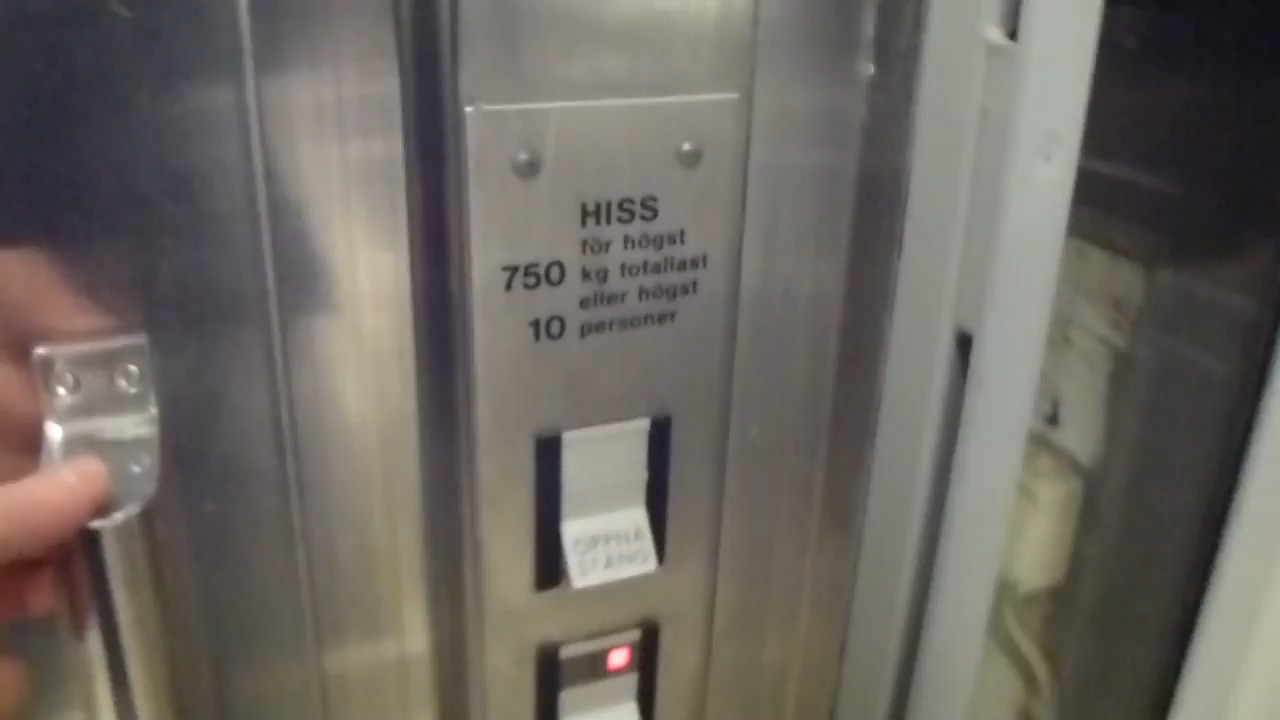 HISS
för högst
750 kg totallast
eller högst
10 personer
ÖPPNA
STÄNG